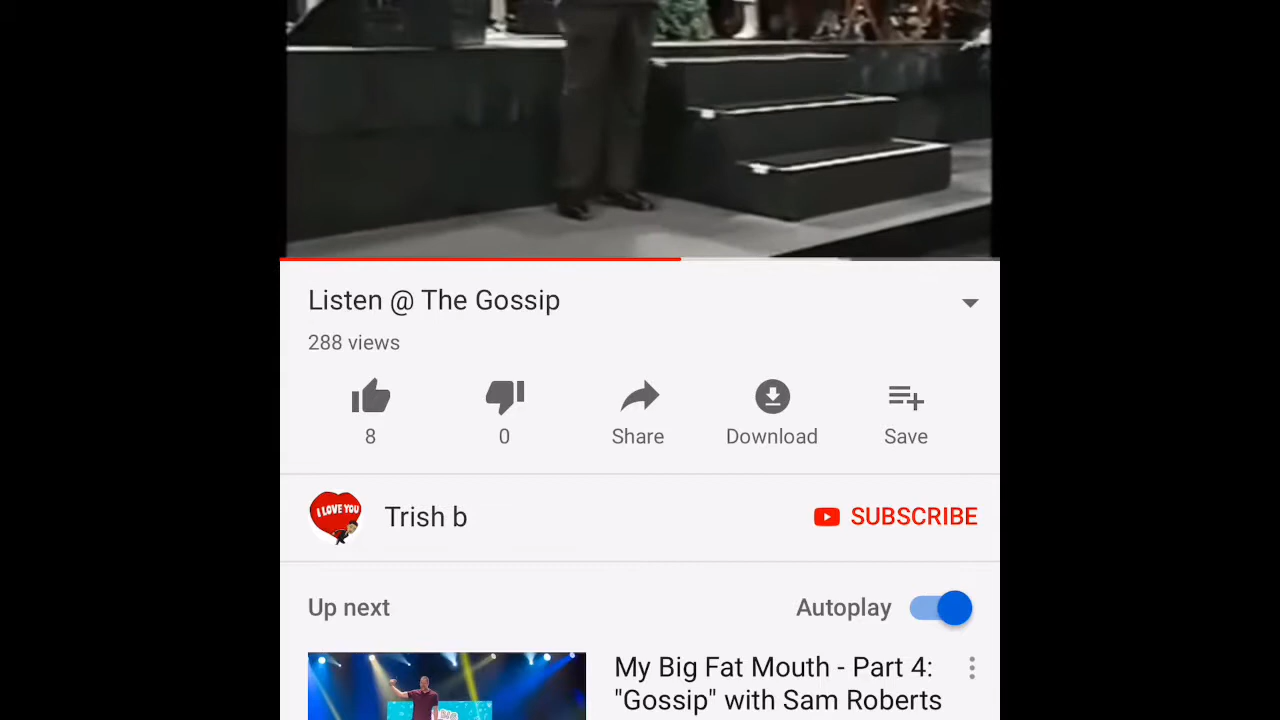 Listen @ The Gossip
288 views
8
0
Share
Download
Save
I LOVE YOU
Trish b
SUBSCRIBE
Up next
Autoplay
My Big Fat Mouth - Part 4:
"Gossip" with Sam Roberts